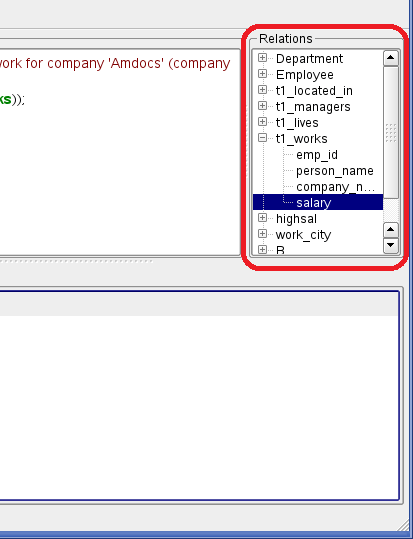 Relations
ork for company 'Amdocs' (company
ks));
Department
Employee
t1_located_in
t1_managers
t1_lives
t1_works
emp_id
person_name
company_n...
salary
highsal
work_city